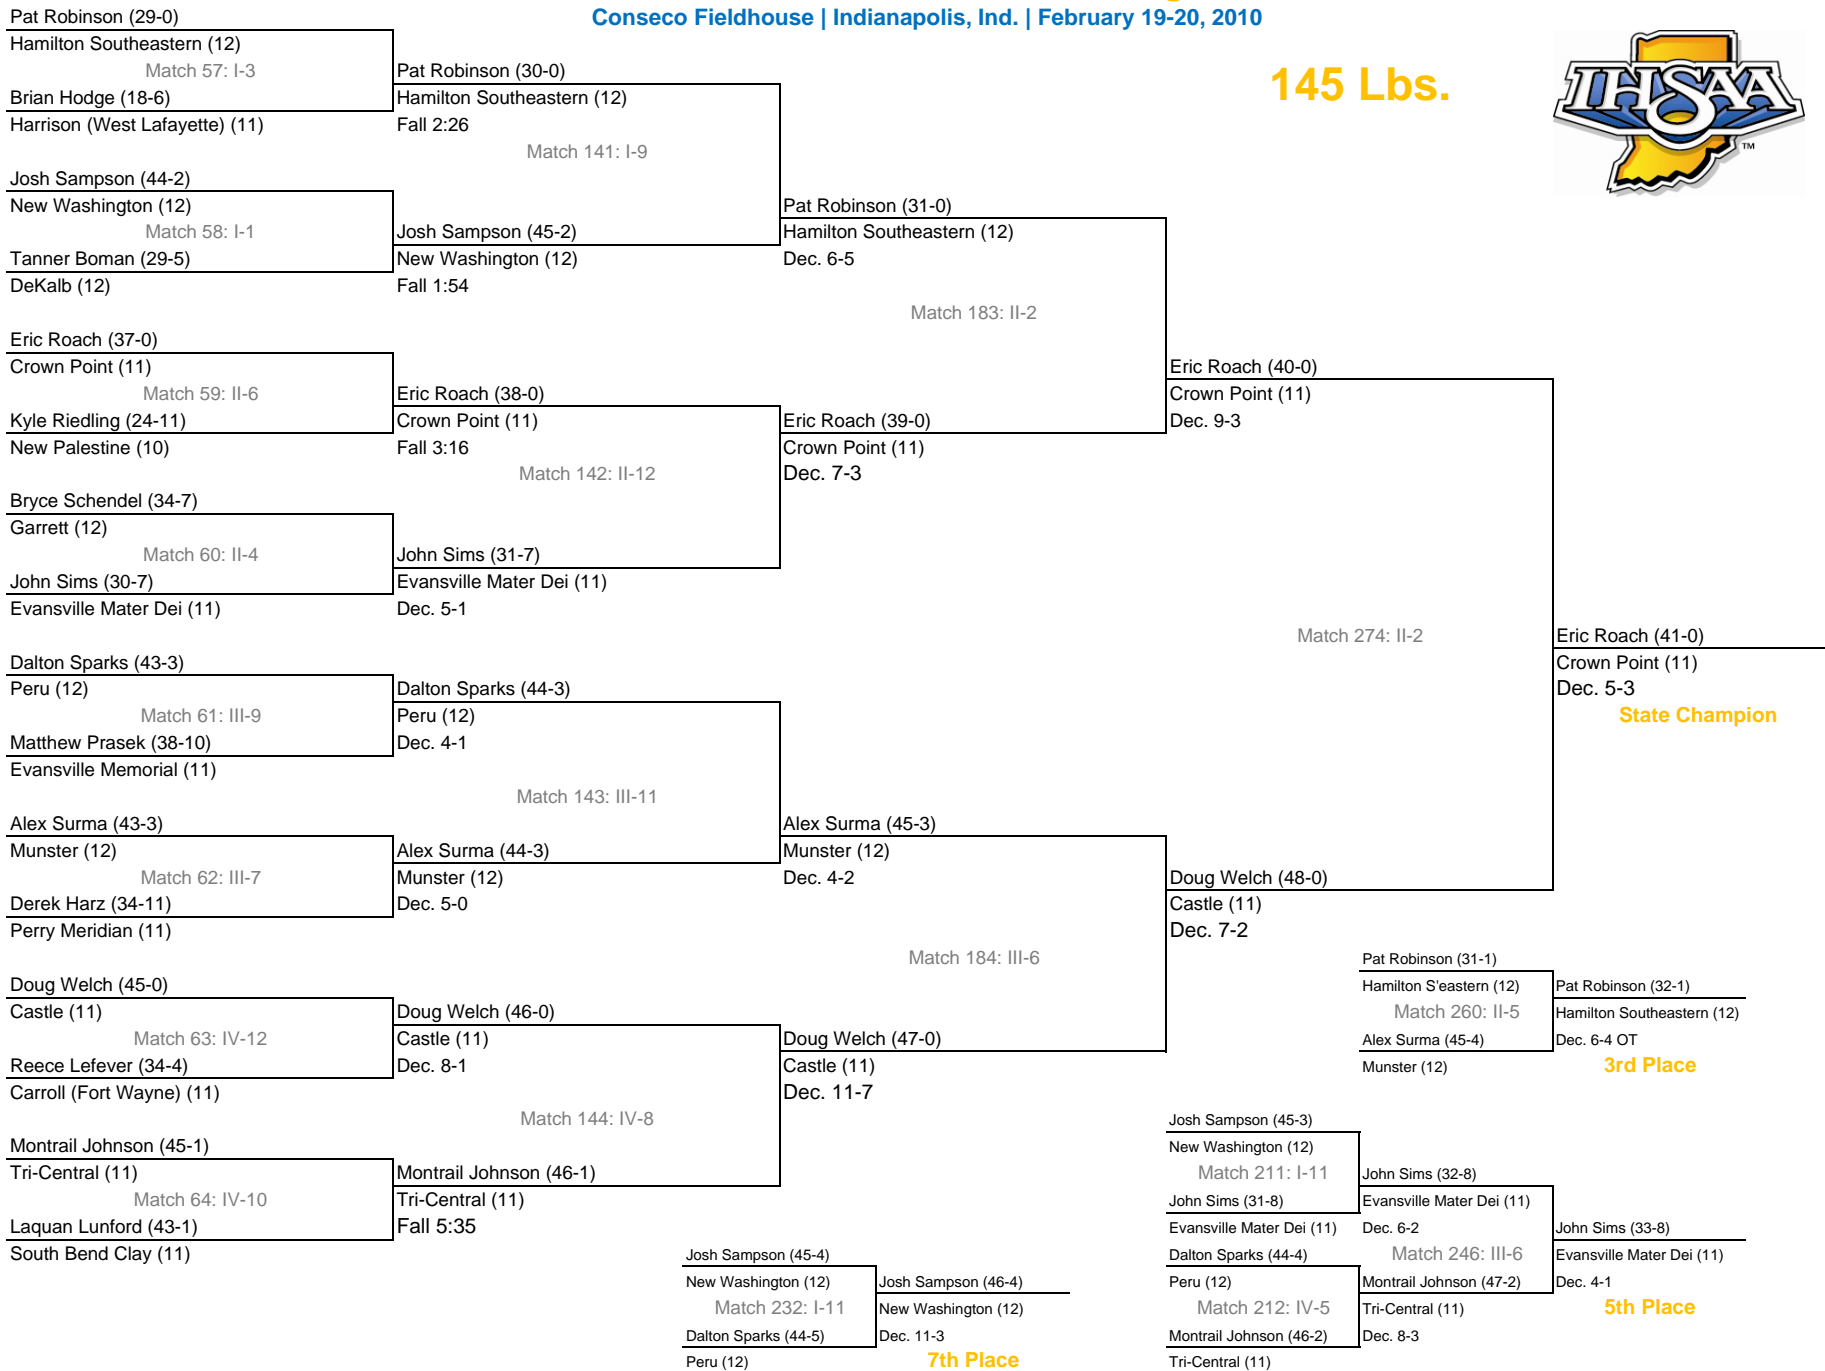 Conseco Fieldhouse | Indianapolis, Ind. | February 19-20, 2010
145 Lbs.
IHSAA
TM
Pat Robinson (29-0)
Hamilton Southeastern (12)
Match 57: I-3
Brian Hodge (18-6)
Harrison (West Lafayette) (11)
Josh Sampson (44-2)
New Washington (12)
Match 58: I-1
Tanner Boman (29-5)
DeKalb (12)
Eric Roach (37-0)
Crown Point (11)
Match 59: II-6
Kyle Riedling (24-11)
New Palestine (10)
Bryce Schendel (34-7)
Garrett (12)
Match 60: II-4
John Sims (30-7)
Evansville Mater Dei (11)
Dalton Sparks (43-3)
Peru (12)
Match 61: III-9
Matthew Prasek (38-10)
Evansville Memorial (11)
Alex Surma (43-3)
Munster (12)
Match 62: III-7
Derek Harz (34-11)
Perry Meridian (11)
Doug Welch (45-0)
Castle (11)
Match 63: IV-12
Reece Lefever (34-4)
Carroll (Fort Wayne) (11)
Montrail Johnson (45-1)
Tri-Central (11)
Match 64: IV-10
Laquan Lunford (43-1)
South Bend Clay (11)
Pat Robinson (30-0)
Hamilton Southeastern (12)
Fall 2:26
Match 141: I-9
Josh Sampson (45-2)
New Washington (12)
Fall 1:54
Eric Roach (38-0)
Crown Point (11)
Fall 3:16
Match 142: II-12
John Sims (31-7)
Evansville Mater Dei (11)
Dec. 5-1
Dalton Sparks (44-3)
Peru (12)
Dec. 4-1
Match 143: III-11
Alex Surma (44-3)
Munster (12)
Dec. 5-0
Doug Welch (46-0)
Castle (11)
Dec. 8-1
Match 144: IV-8
Montrail Johnson (46-1)
Tri-Central (11)
Fall 5:35
Pat Robinson (31-0)
Hamilton Southeastern (12)
Dec. 6-5
Match 183: II-2
Eric Roach (39-0)
Crown Point (11)
Dec. 7-3
Alex Surma (45-3)
Munster (12)
Dec. 4-2
Match 184: III-6
Doug Welch (47-0)
Castle (11)
Dec. 11-7
Eric Roach (40-0)
Crown Point (11)
Dec. 9-3
Match 274: II-2
Doug Welch (48-0)
Castle (11)
Dec. 7-2
Eric Roach (41-0)
Crown Point (11)
Dec. 5-3
State Champion
Pat Robinson (31-1)
Hamilton S'eastern (12)
Match 260: II-5
Alex Surma (45-4)
Munster (12)
Pat Robinson (32-1)
Hamilton Southeastern (12)
Dec. 6-4 OT
3rd Place
Josh Sampson (45-3)
New Washington (12)
Match 211: I-11
John Sims (31-8)
Evansville Mater Dei (11)
Dalton Sparks (44-4)
Peru (12)
Match 212: IV-5
Montrail Johnson (46-2)
Tri-Central (11)
John Sims (32-8)
Evansville Mater Dei (11)
Dec. 6-2
Match 246: III-6
Montrail Johnson (47-2)
Tri-Central (11)
Dec. 8-3
John Sims (33-8)
Evansville Mater Dei (11)
Dec. 4-1
5th Place
Josh Sampson (45-4)
New Washington (12)
Match 232: I-11
Dalton Sparks (44-5)
Peru (12)
Josh Sampson (46-4)
New Washington (12)
Dec. 11-3
7th Place